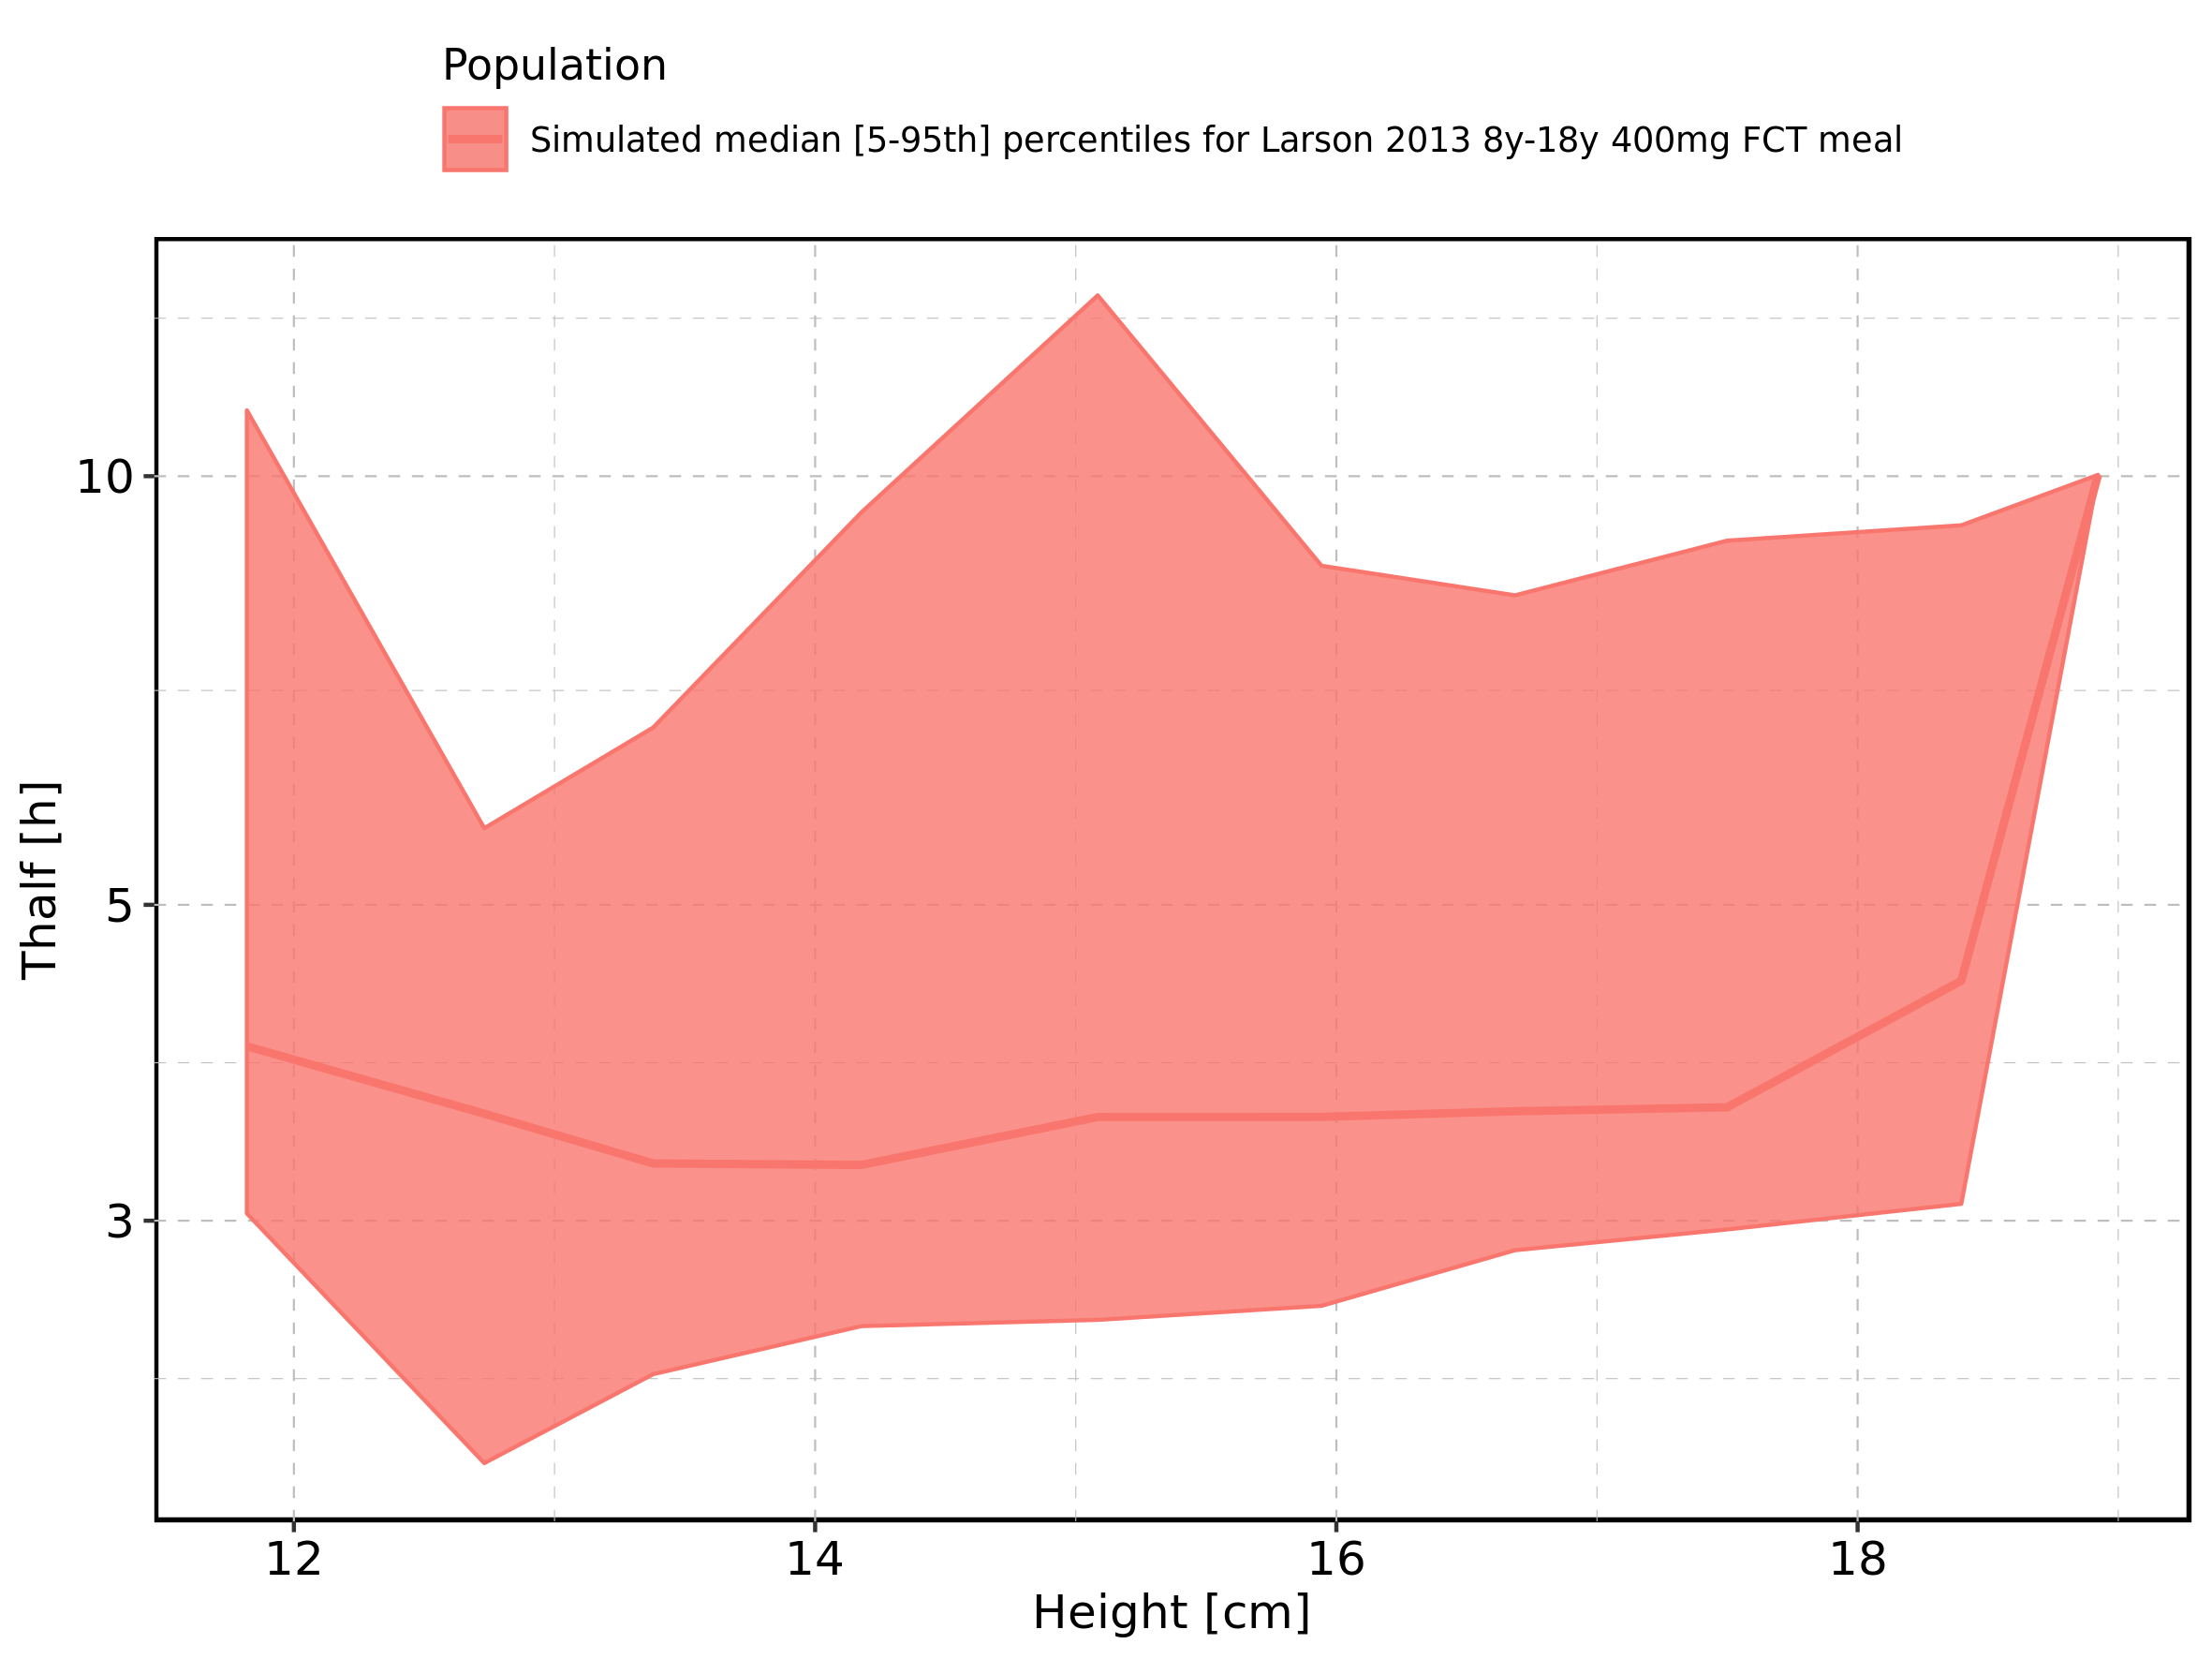 Population
Simulated median [5-95th] percentiles for Larson 2013 8y-18y 400mg FCT meal
10
5
3
Thalf [h]
12 14 16 18
Height [cm]